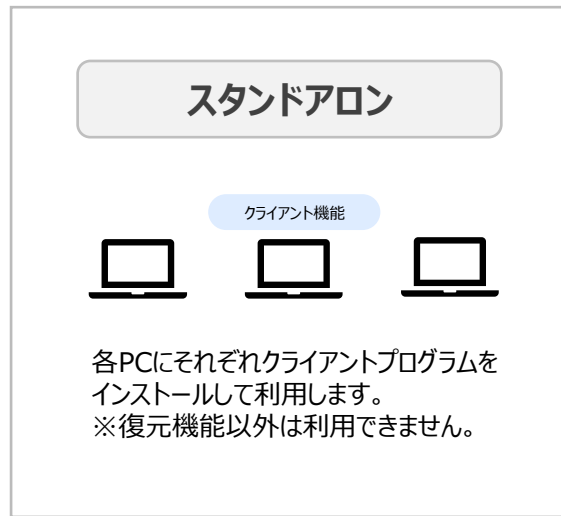 スタンドアロン
クライアント機能
各PCにそれぞれクライアントプログラムを
インストールして利用します。
※復元機能以外は利用できません。